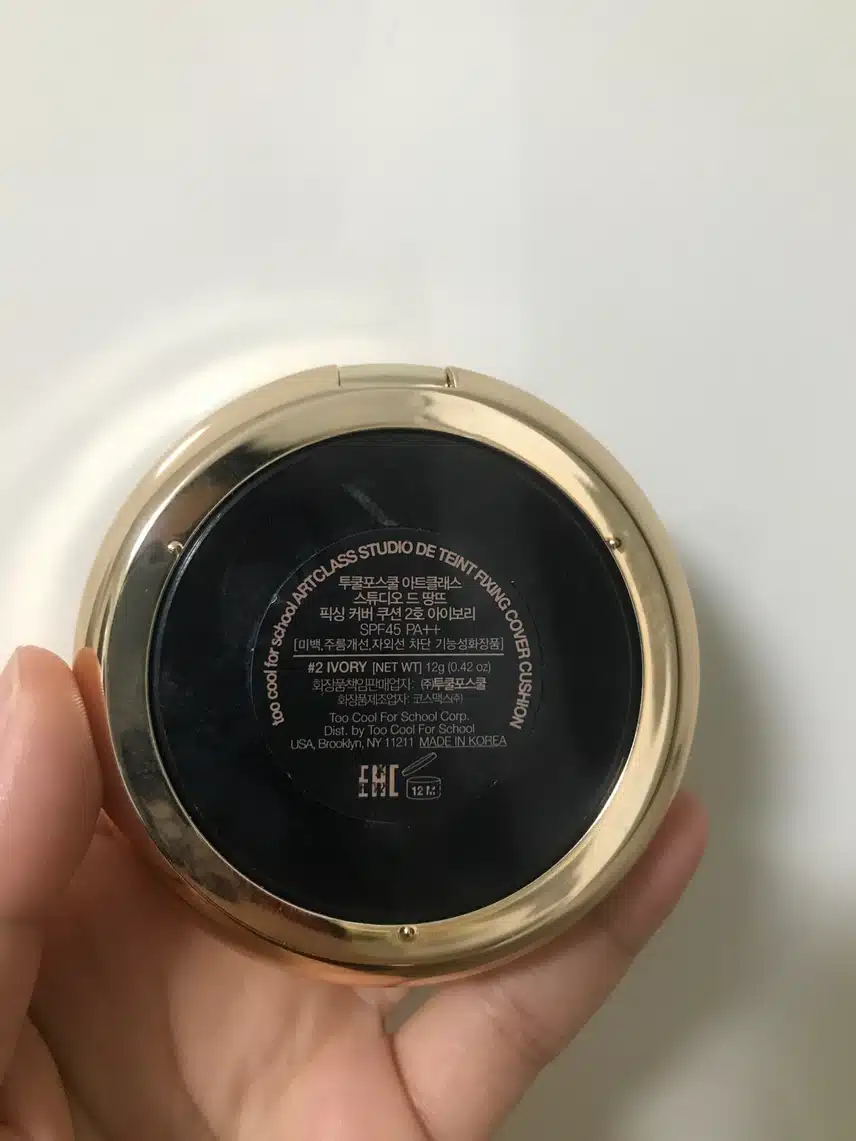 too cool for school ARTCLASS STUDIO DE TEINT FIXING COVER CUSHION
투쿨포스쿨 아트클래스
스튜디오 드 땅뜨
픽싱 커버 쿠션 2호 아이보리
SPF45 PA++
[미백,주름개선,자외선 차단 기능성화장품]
#2 IVORY [NET WT] 12g (0.42 oz)
화장품책임판매업자: ㈜투쿨포스쿨
화장품제조업자: 코스맥스㈜
Too Cool For School Corp.
Dist. by Too Cool For School
USA, Brooklyn, NY 11211 MADE IN KOREA
EAC 12 M